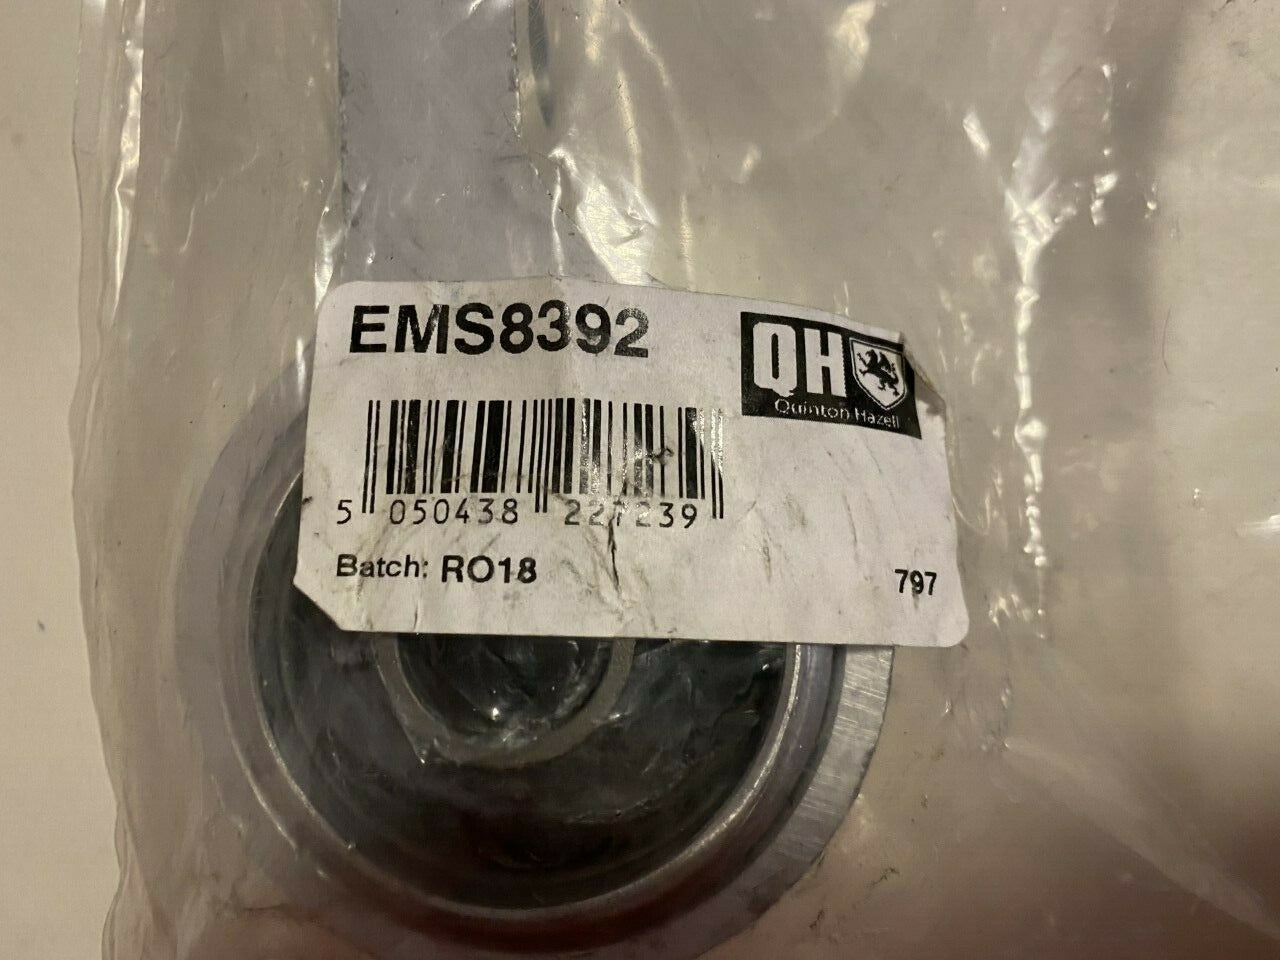 EMS8392
QH
Quinton Hazell
5 050438 227239
Batch: RO18
797